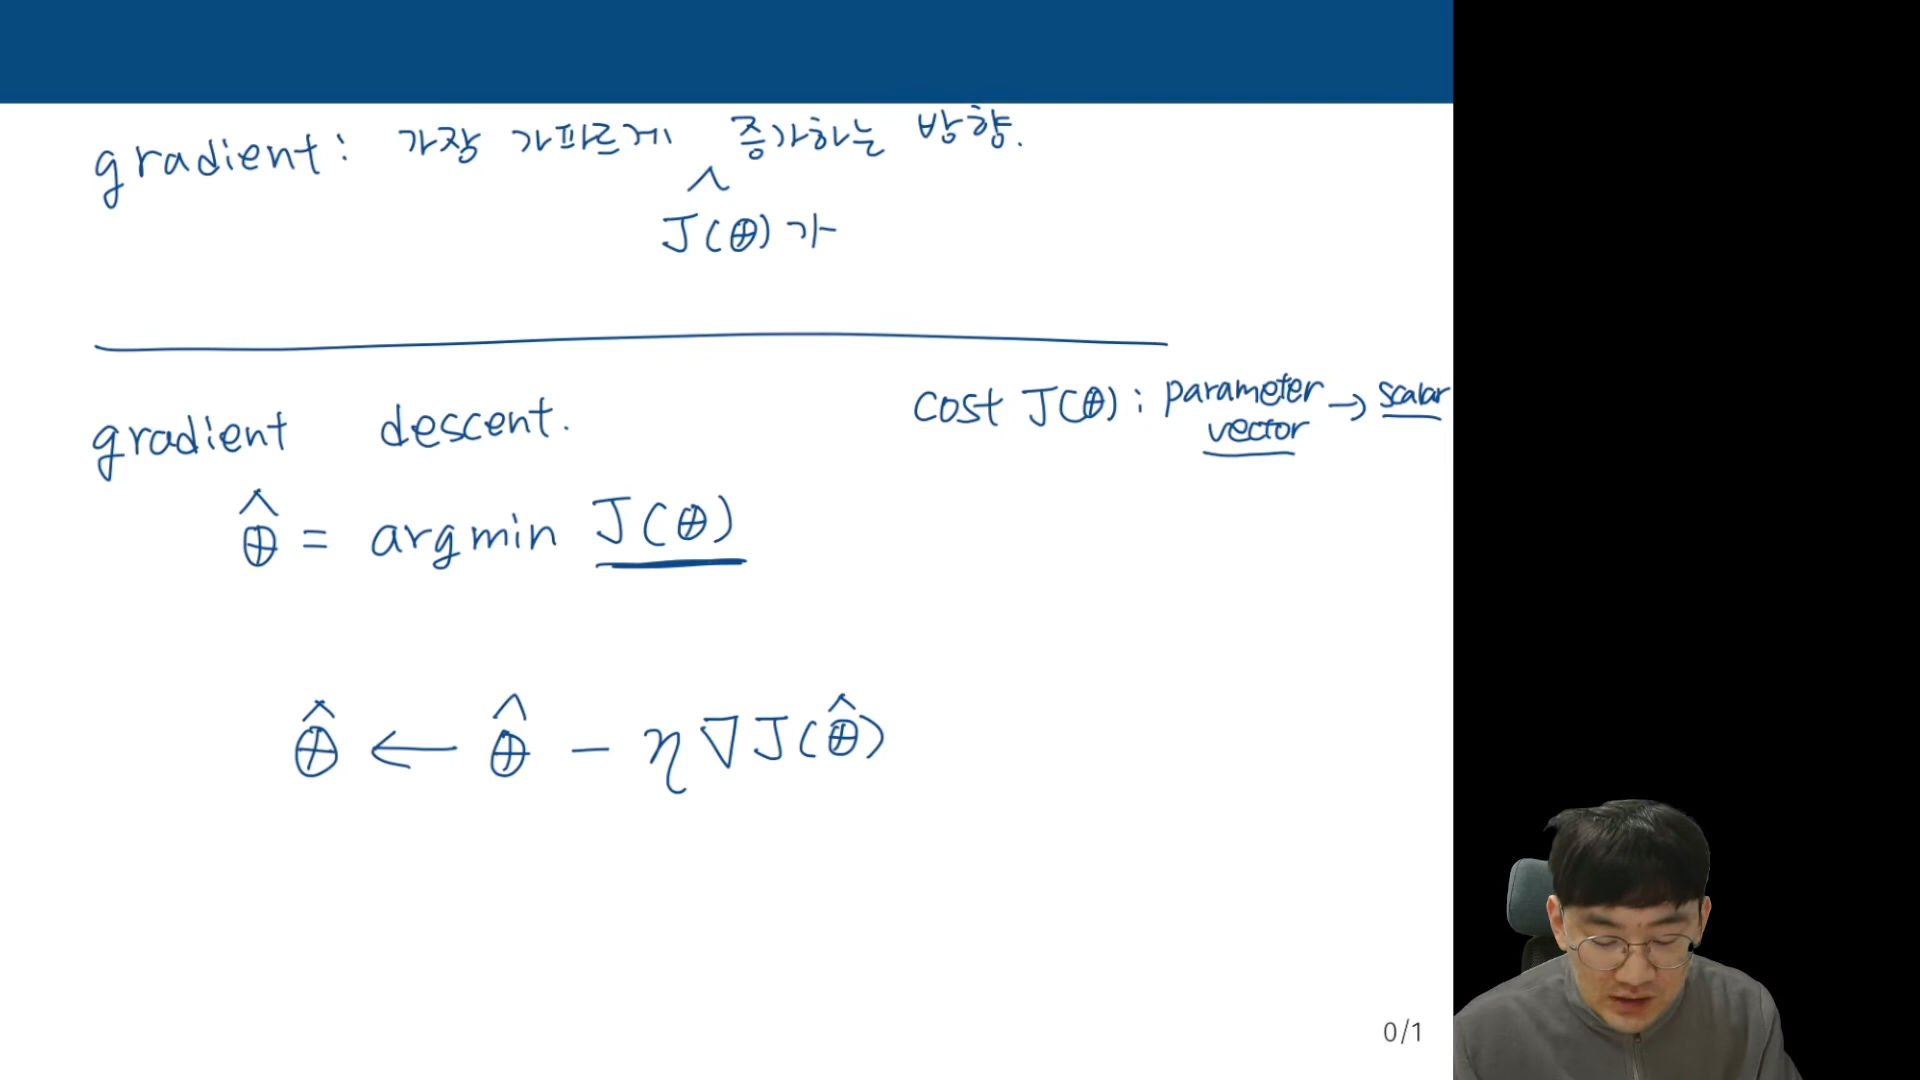 gradient: 가장 가파르게 증가하는 방향.
^
J(θ)가
gradient descent.
cost J(θ) : parameter → scalar
vector
θ̂ = argmin J(θ)
θ̂ ← θ̂ - η∇J(θ̂)
0/1